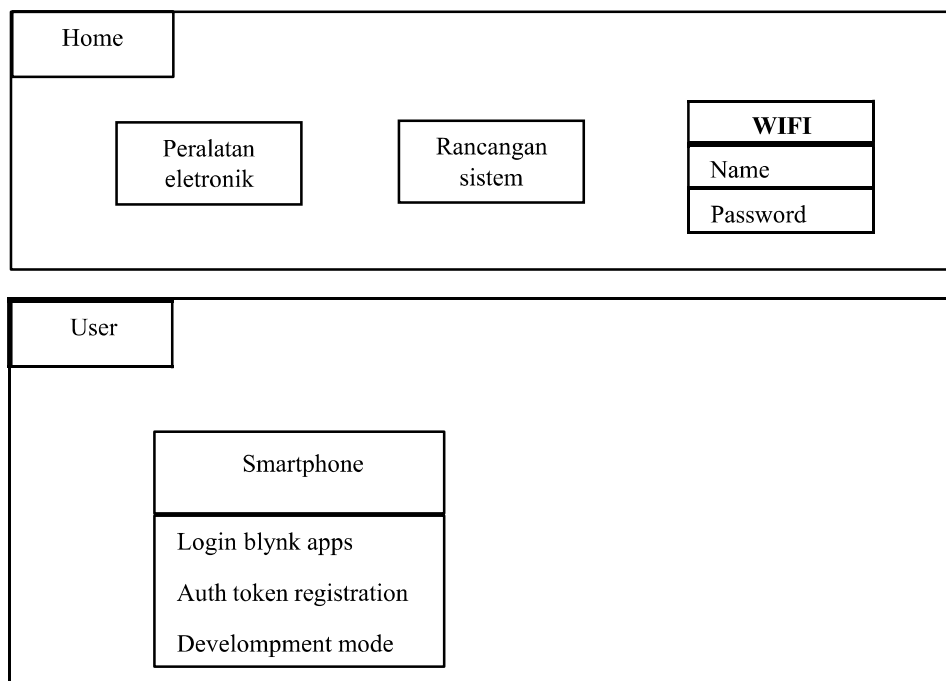 Home
Peralatan
eletronik
Rancangan
sistem
WIFI
Name
Password
User
Smartphone
Login blynk apps
Auth token registration
Develompment mode